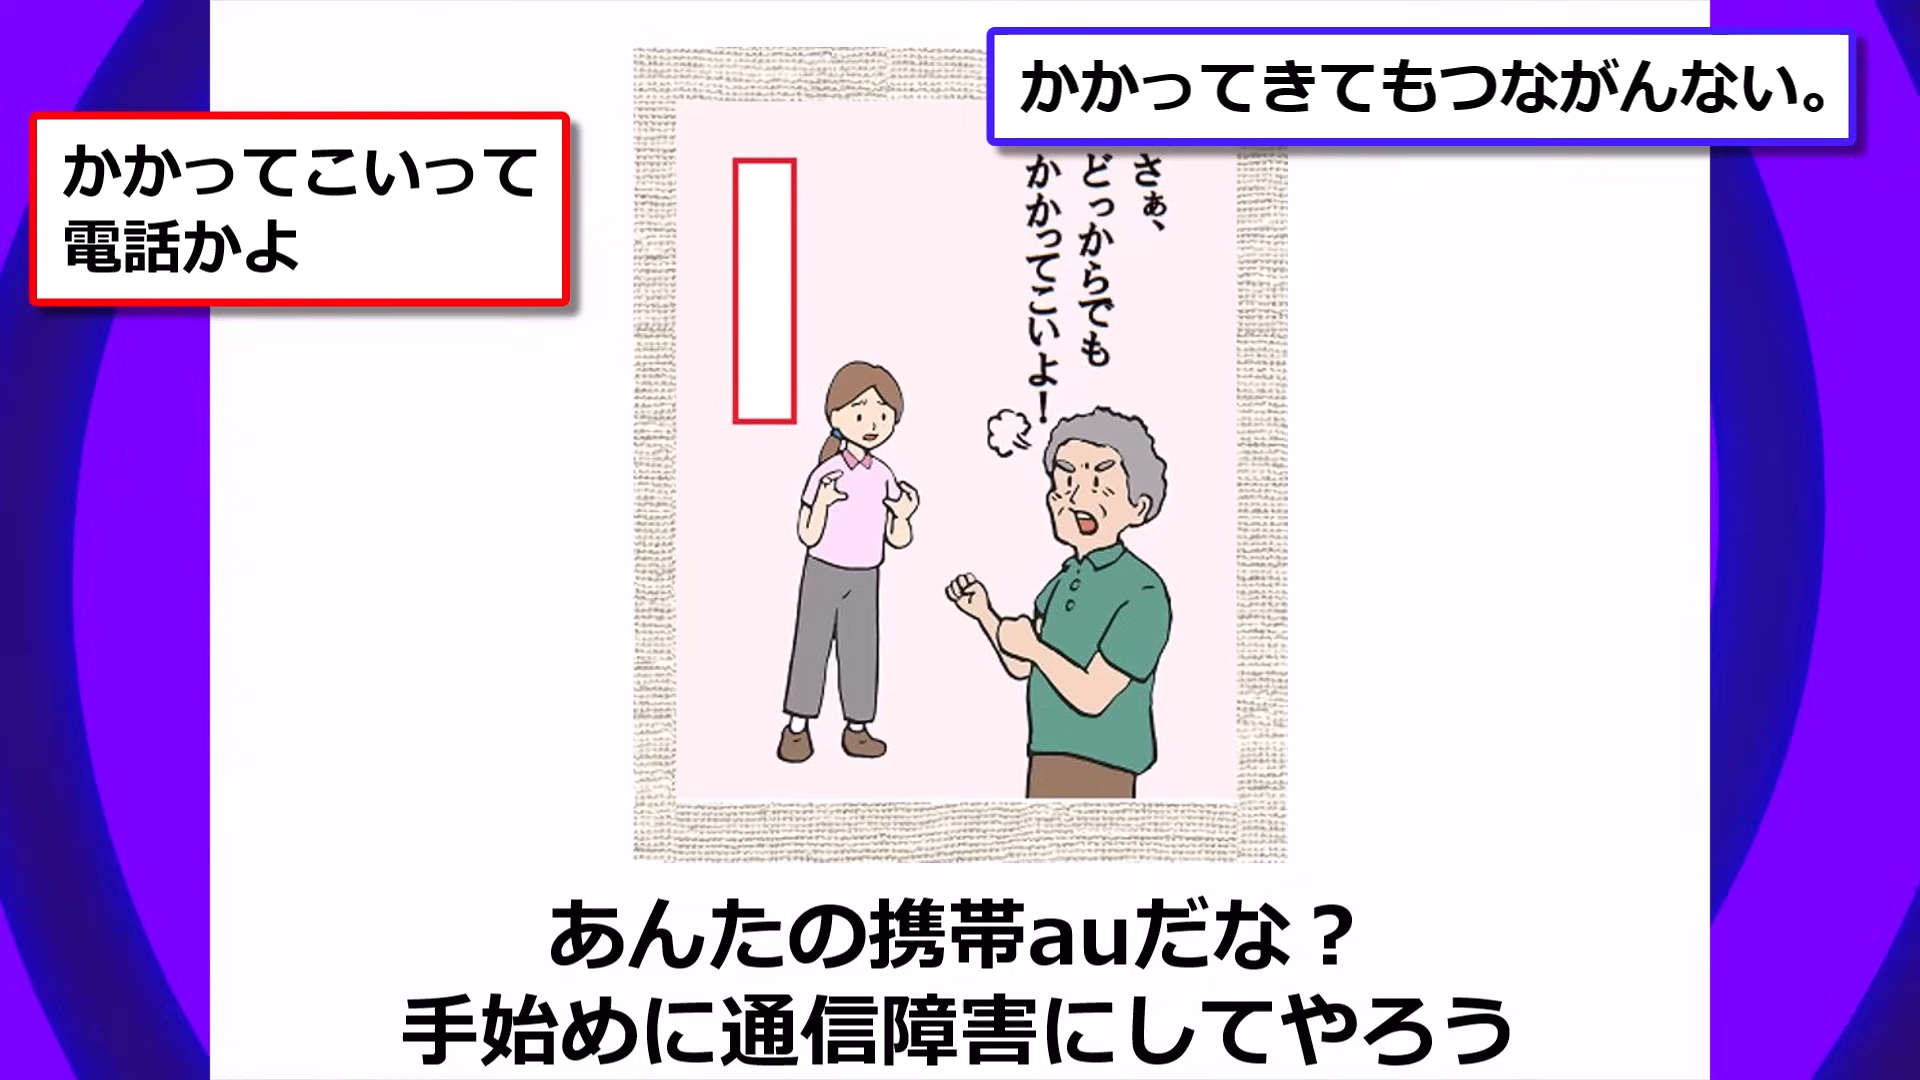 かかってきてもつながんない。
かかってこいって
電話かよ
さぁ、
どっからでも
かかってこいよ！
あんたの携帯auだな？
手始めに通信障害にしてやろう